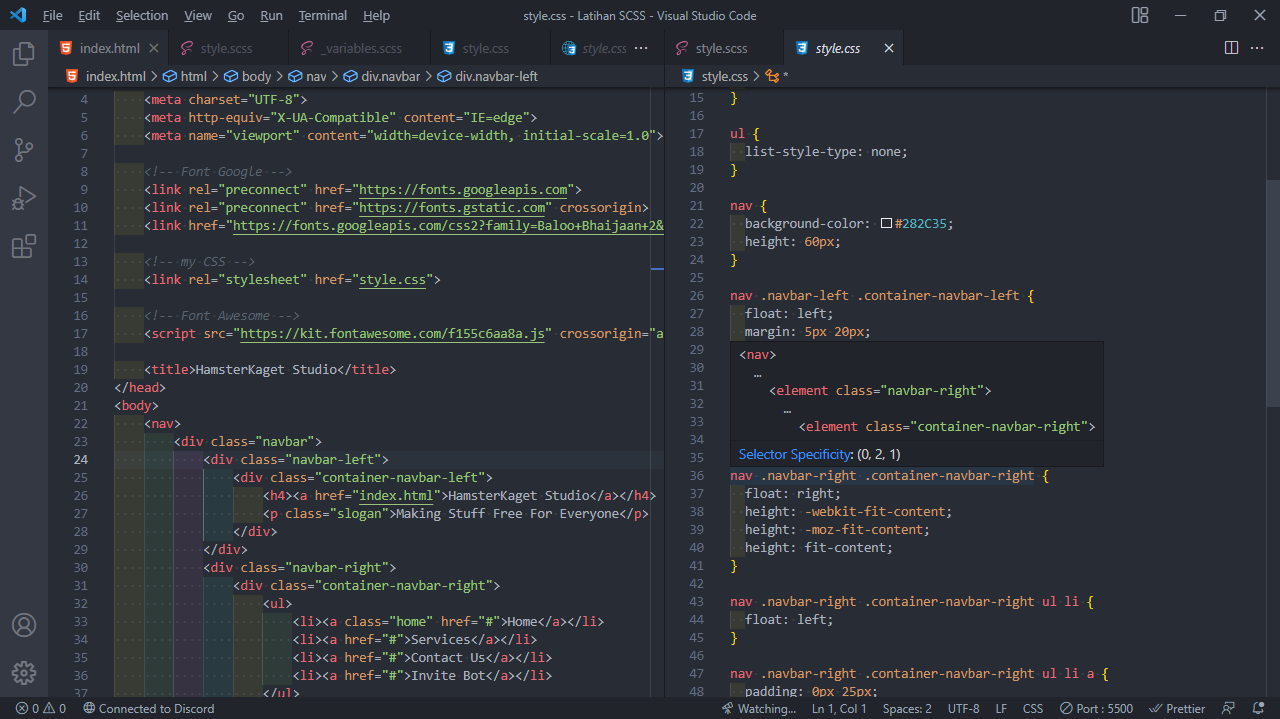 File Edit Selection View Go Run Terminal Help
style.css - Latihan SCSS - Visual Studio Code
index.html style.scss _variables.scss style.css style.css ...
index.html > html > body > nav > div.navbar > div.navbar-left
4 <meta charset="UTF-8">
5 <meta http-equiv="X-UA-Compatible" content="IE=edge">
6 <meta name="viewport" content="width=device-width, initial-scale=1.0">
7
8 <!-- Font Google -->
9 <link rel="preconnect" href="https://fonts.googleapis.com">
10 <link rel="preconnect" href="https://fonts.gstatic.com" crossorigin>
11 <link href="https://fonts.googleapis.com/css2?family=Baloo+Bhaijaan+2&
12
13 <!-- my CSS -->
14 <link rel="stylesheet" href="style.css">
15
16 <!-- Font Awesome -->
17 <script src="https://kit.fontawesome.com/f155c6aa8a.js" crossorigin="a
18
19 <title>HamsterKaget Studio</title>
20 </head>
21 <body>
22 <nav>
23 <div class="navbar">
24 <div class="navbar-left">
25 <div class="container-navbar-left">
26 <h4><a href="index.html">HamsterKaget Studio</a></h4>
27 <p class="slogan">Making Stuff Free For Everyone</p>
28 </div>
29 </div>
30 <div class="navbar-right">
31 <div class="container-navbar-right">
32 <ul>
33 <li><a class="home" href="#">Home</a></li>
34 <li><a href="#">Services</a></li>
35 <li><a href="#">Contact Us</a></li>
36 <li><a href="#">Invite Bot</a></li>
37 </ul>
style.scss style.css ...
style.css > *
15 }
16
17 ul {
18 list-style-type: none;
19 }
20
21 nav {
22 background-color: #282C35;
23 height: 60px;
24 }
25
26 nav .navbar-left .container-navbar-left {
27 float: left;
28 margin: 5px 20px;
29
30
31
32
33
34
35
<nav>
…
<element class="navbar-right">
…
<element class="container-navbar-right">
Selector Specificity: (0, 2, 1)
36 nav .navbar-right .container-navbar-right {
37 float: right;
38 height: -webkit-fit-content;
39 height: -moz-fit-content;
40 height: fit-content;
41 }
42
43 nav .navbar-right .container-navbar-right ul li {
44 float: left;
45 }
46
47 nav .navbar-right .container-navbar-right ul li a {
48 padding: 0px 25px;
0 0 Connected to Discord Watching... Ln 1, Col 1 Spaces: 2 UTF-8 LF CSS Port : 5500 Prettier